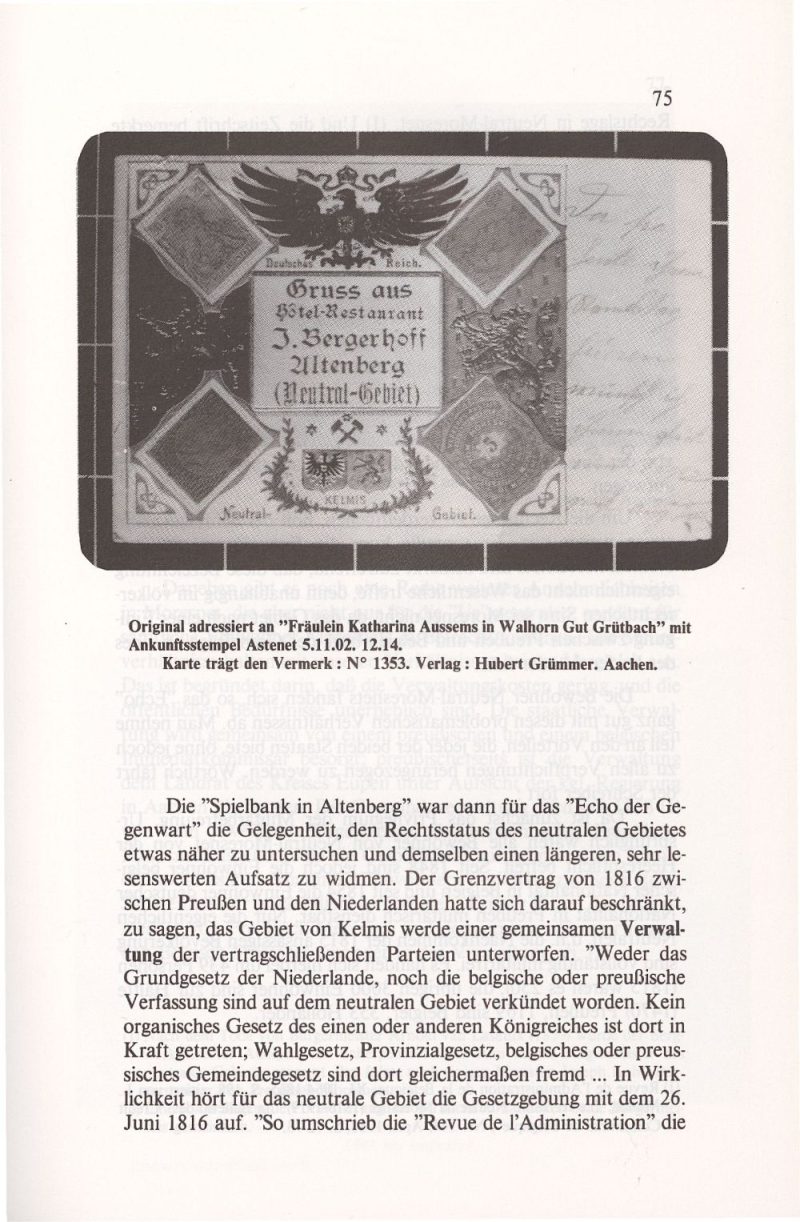 75
Deutsches Reich.
Gruss aus
Hôtel-Restaurant
J. Bergerhoff
Altenberg
(Neutral-Gebiet)
KELMIS
Neutral- Gebiet.
Original adressiert an ”Fräulein Katharina Aussems in Walhorn Gut Grütbach” mit
Ankunftsstempel Astenet 5.11.02. 12.14.
Karte trägt den Vermerk : N° 1353. Verlag : Hubert Grümmer. Aachen.
Die ”Spielbank in Altenberg” war dann für das ”Echo der Ge-
genwart” die Gelegenheit, den Rechtsstatus des neutralen Gebietes
etwas näher zu untersuchen und demselben einen längeren, sehr le-
senswerten Aufsatz zu widmen. Der Grenzvertrag von 1816 zwi-
schen Preußen und den Niederlanden hatte sich darauf beschränkt,
zu sagen, das Gebiet von Kelmis werde einer gemeinsamen Verwal-
tung der vertragschließenden Parteien unterworfen. ”Weder das
Grundgesetz der Niederlande, noch die belgische oder preußische
Verfassung sind auf dem neutralen Gebiet verkündet worden. Kein
organisches Gesetz des einen oder anderen Königreiches ist dort in
Kraft getreten; Wahlgesetz, Provinzialgesetz, belgisches oder preus-
sisches Gemeindegesetz sind dort gleichermaßen fremd ... In Wirk-
lichkeit hört für das neutrale Gebiet die Gesetzgebung mit dem 26.
Juni 1816 auf. ”So umschrieb die ”Revue de l’Administration” die